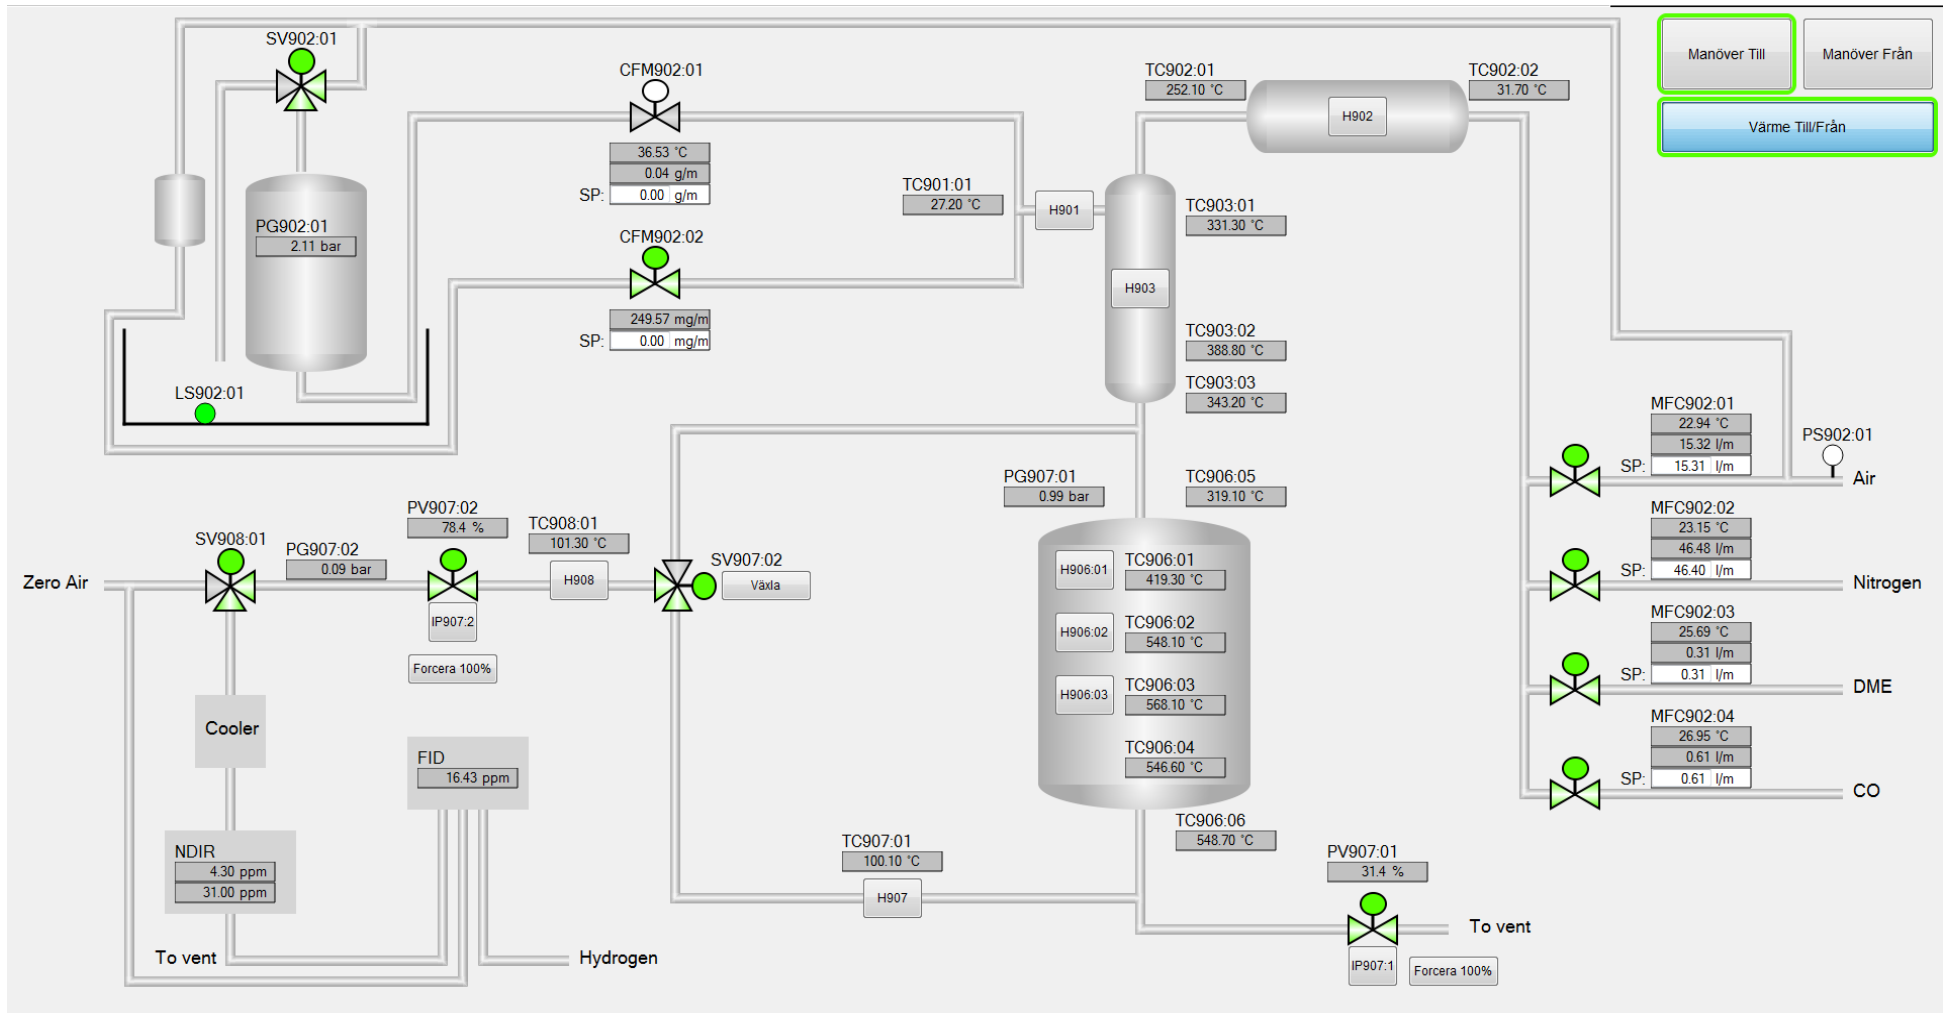 SV902:01
CFM902:01
36.53 °C
0.04 g/m
SP: 0.00 g/m
CFM902:02
249.57 mg/m
SP: 0.00 mg/m
PG902:01
2.11 bar
LS902:01
TC901:01
27.20 °C
H901
TC902:01
252.10 °C
H902
TC902:02
31.70 °C
Manöver Till
Manöver Från
Värme Till/Från
TC903:01
331.30 °C
H903
TC903:02
388.80 °C
TC903:03
343.20 °C
MFC902:01
22.94 °C
15.32 l/m
SP: 15.31 l/m
PS902:01
Air
MFC902:02
23.15 °C
46.48 l/m
SP: 46.40 l/m
Nitrogen
MFC902:03
25.69 °C
0.31 l/m
SP: 0.31 l/m
DME
MFC902:04
26.95 °C
0.61 l/m
SP: 0.61 l/m
CO
PG907:01
0.99 bar
TC906:05
319.10 °C
H906:01
TC906:01
419.30 °C
H906:02
TC906:02
548.10 °C
H906:03
TC906:03
568.10 °C
TC906:04
546.60 °C
TC906:06
548.70 °C
Zero Air
SV908:01
PG907:02
0.09 bar
PV907:02
78.4 %
IP907:2
Forcera 100%
TC908:01
101.30 °C
H908
SV907:02
Växla
Cooler
FID
16.43 ppm
NDIR
4.30 ppm
31.00 ppm
To vent
Hydrogen
TC907:01
100.10 °C
H907
PV907:01
31.4 %
To vent
IP907:1
Forcera 100%